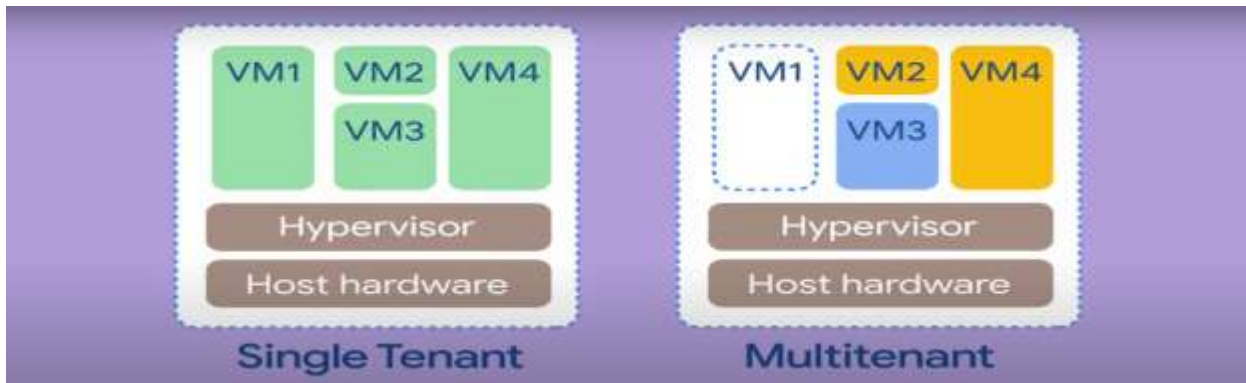 VM1 VM2 VM4
VM3
Hypervisor
Host hardware
Single Tenant
VM1 VM2 VM4
VM3
Hypervisor
Host hardware
Multitenant